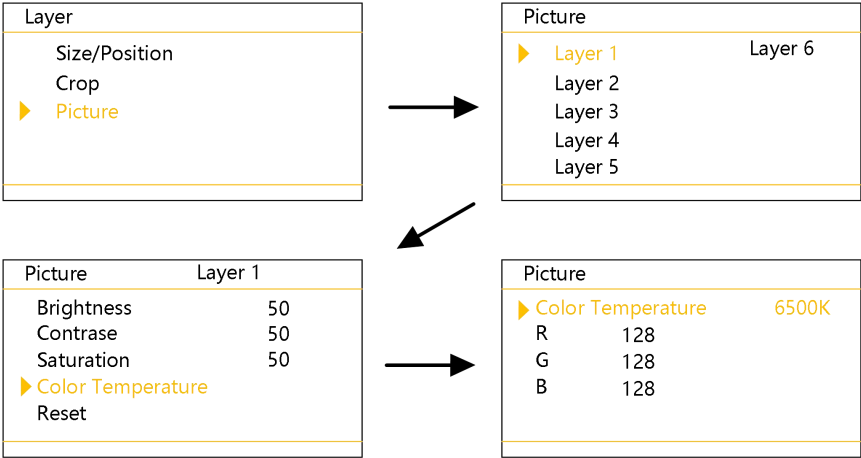 Layer
Size/Position
Crop
Picture
Picture
Layer 1 Layer 6
Layer 2
Layer 3
Layer 4
Layer 5
Picture Layer 1
Brightness 50
Contrase 50
Saturation 50
Color Temperature
Reset
Picture
Color Temperature 6500K
R 128
G 128
B 128